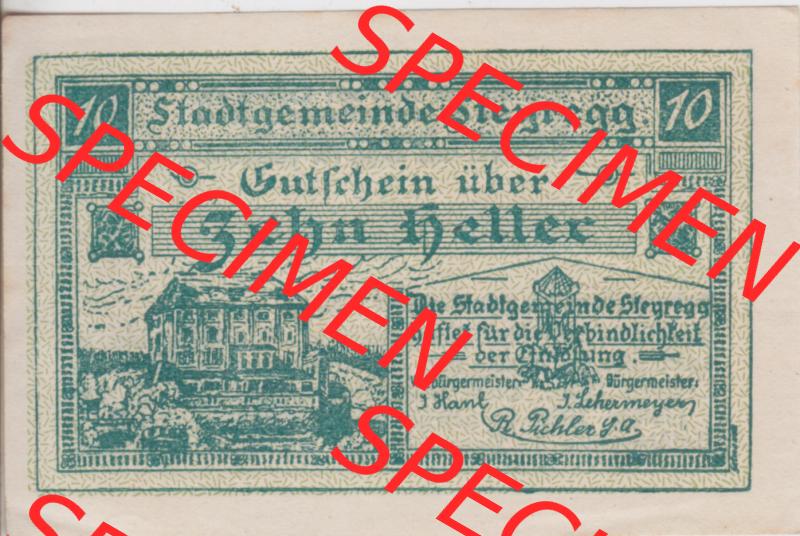 10 Stadtgemeinde Steyregg. 10
Gutschein über
Zehn Heller
Die Stadtgemeinde Steyregg
haftet für die Verbindlichkeit
der Einlösung
Bürgermeister: Bürgermeister:
J. Hanl J. Lehermeyer
R. Pichler
SPECIMEN
SPECIMEN
SPECIMEN